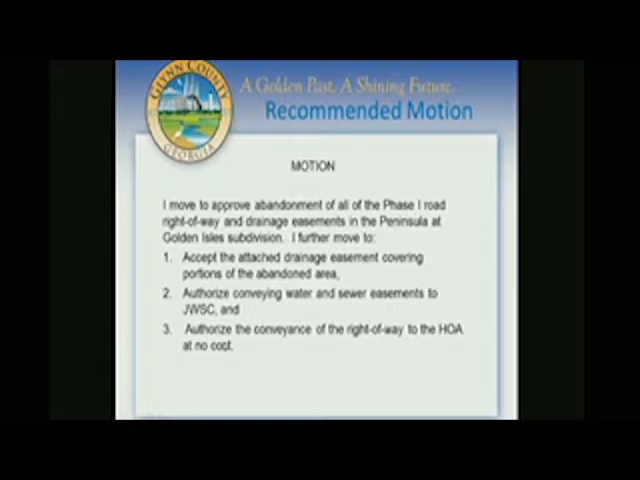 GLYNN COUNTY
GEORGIA
A Golden Past. A Shining Future.
Recommended Motion
MOTION
I move to approve abandonment of all of the Phase I road
right-of-way and drainage easements in the Peninsula at
Golden Isles subdivision. I further move to:
1. Accept the attached drainage easement covering
portions of the abandoned area,
2. Authorize conveying water and sewer easements to
JWSC, and
3. Authorize the conveyance of the right-of-way to the HOA
at no cost.